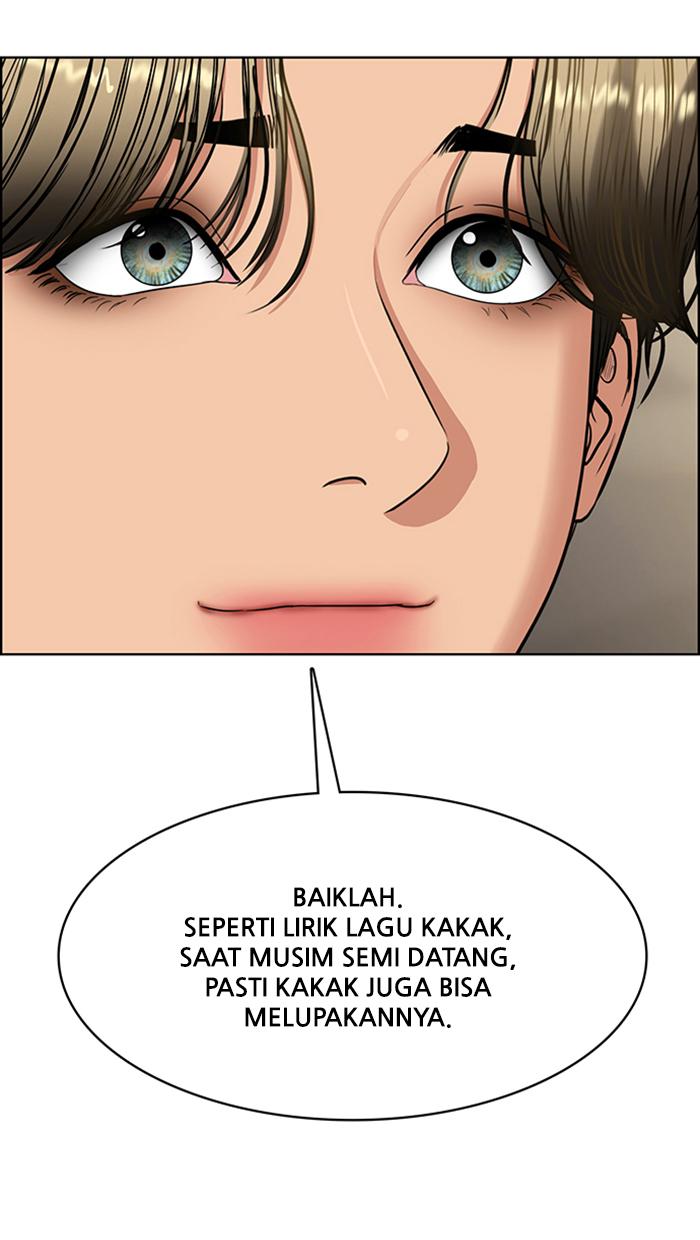 BAIKLAH.
SEPERTI LIRIK LAGU KAKAK,
SAAT MUSIM SEMI DATANG,
PASTI KAKAK JUGA BISA
MELUPAKANNYA.